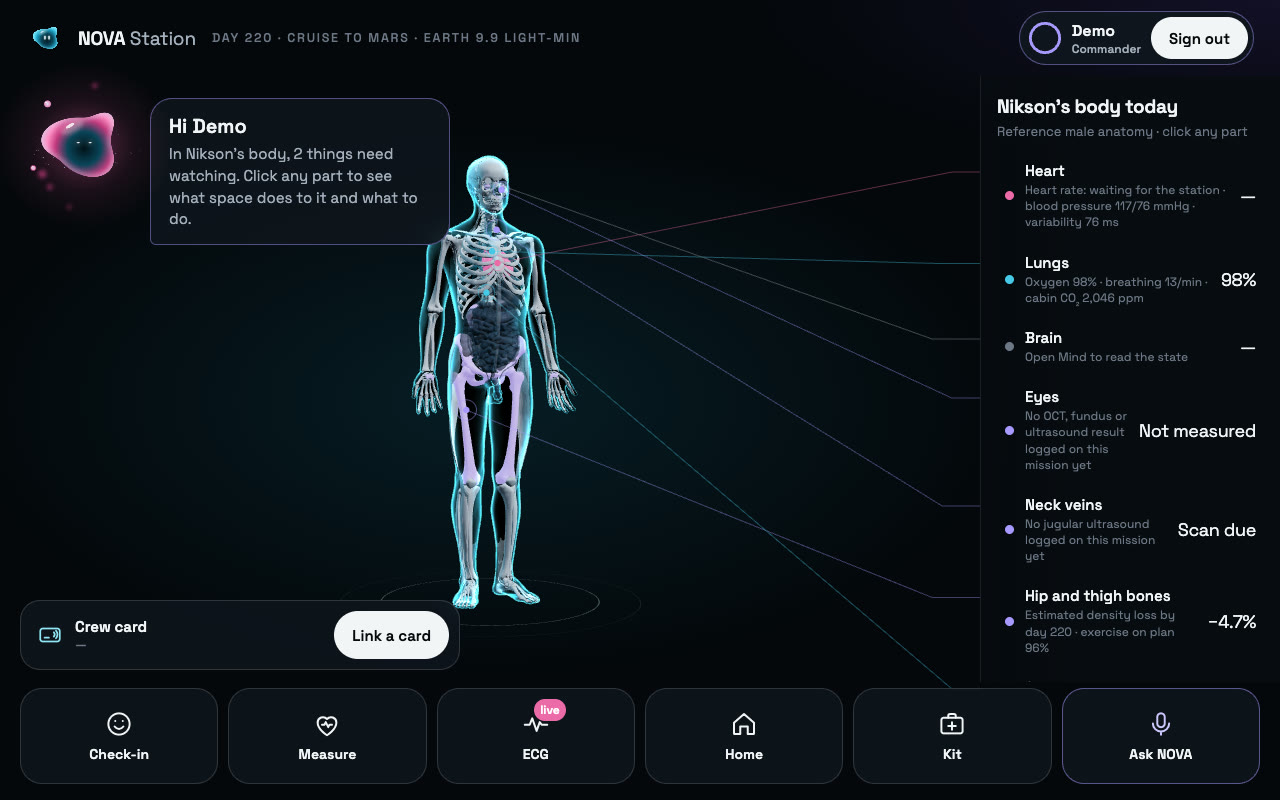 NOVA Station
DAY 220 · CRUISE TO MARS · EARTH 9.9 LIGHT-MIN
Demo
Commander
Sign out
Hi Demo
In Nikson's body, 2 things need
watching. Click any part to see
what space does to it and what to
do.
Nikson's body today
Reference male anatomy · click any part
Heart
Heart rate: waiting for the station ·
blood pressure 117/76 mmHg ·
variability 76 ms
—
Lungs
Oxygen 98% · breathing 13/min ·
cabin CO₂ 2,046 ppm
98%
Brain
Open Mind to read the state
—
Eyes
No OCT, fundus or
ultrasound result
logged on this
mission yet
Not measured
Neck veins
No jugular ultrasound
logged on this mission
yet
Scan due
Hip and thigh bones
Estimated density loss by
day 220 · exercise on plan
96%
−4.7%
Crew card
—
Link a card
Check-in
Measure
live
ECG
Home
Kit
Ask NOVA